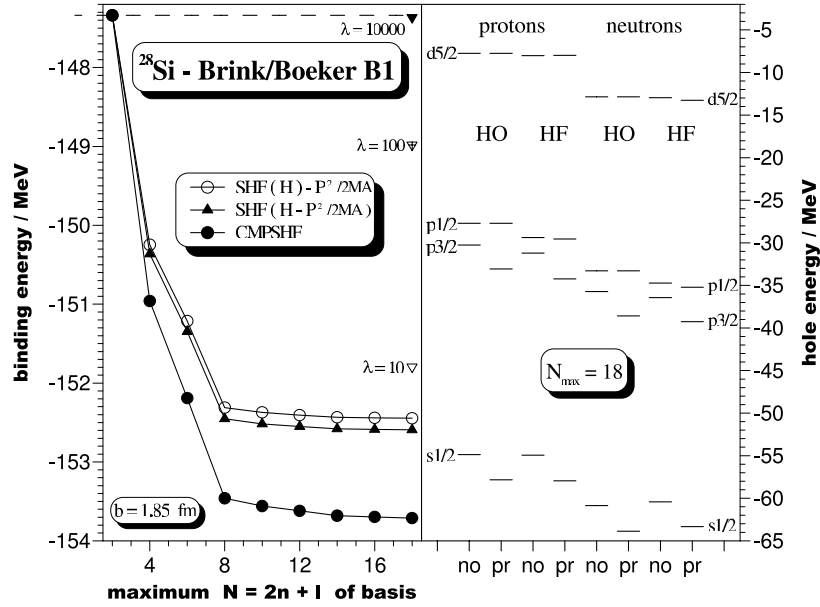 ²⁸Si - Brink/Boeker B1
λ = 10000
λ = 100
λ = 10
SHF ( H ) - P² /2MA
SHF ( H - P² /2MA )
CMPSHF
b = 1.85 fm
binding energy / MeV
-148
-149
-150
-151
-152
-153
-154
4
8
12
16
maximum N = 2n + l of basis
protons
neutrons
d5/2
d5/2
HO
HF
HO
HF
p1/2
p3/2
p1/2
p3/2
N max = 18
s1/2
s1/2
no pr no pr no pr no pr
-5
-10
-15
-20
-25
-30
-35
-40
-45
-50
-55
-60
-65
hole energy / MeV